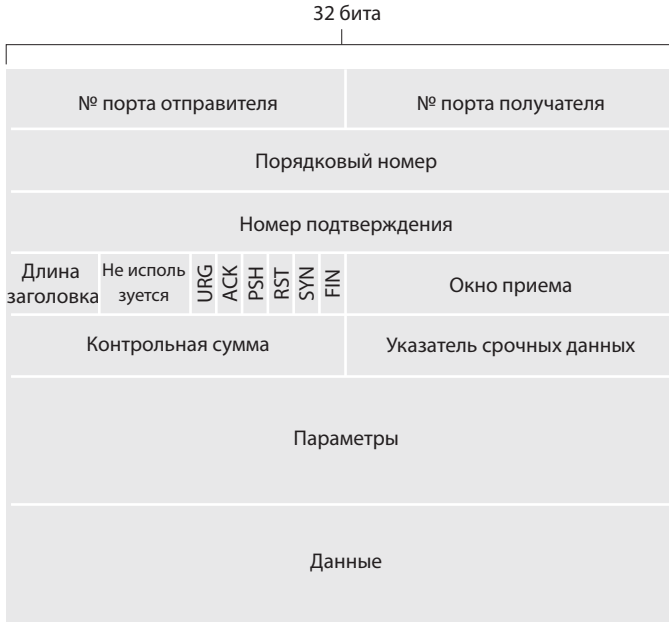 32 бита
№ порта отправителя № порта получателя
Порядковый номер
Номер подтверждения
Длина заголовка Не исполь зуется URG ACK PSH RST SYN FIN Окно приема
Контрольная сумма Указатель срочных данных
Параметры
Данные